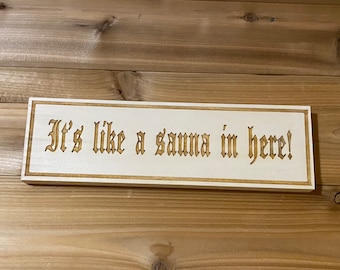 It's like a sauna in here!